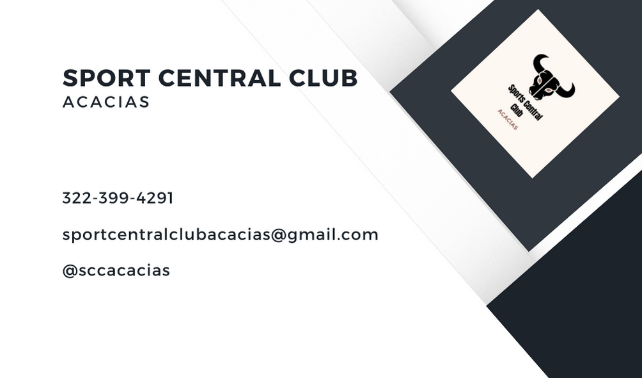 SPORT CENTRAL CLUB
ACACIAS
322-399-4291
sportcentralclubacacias@gmail.com
@sccacacias
Sports Central
Club
ACACIAS